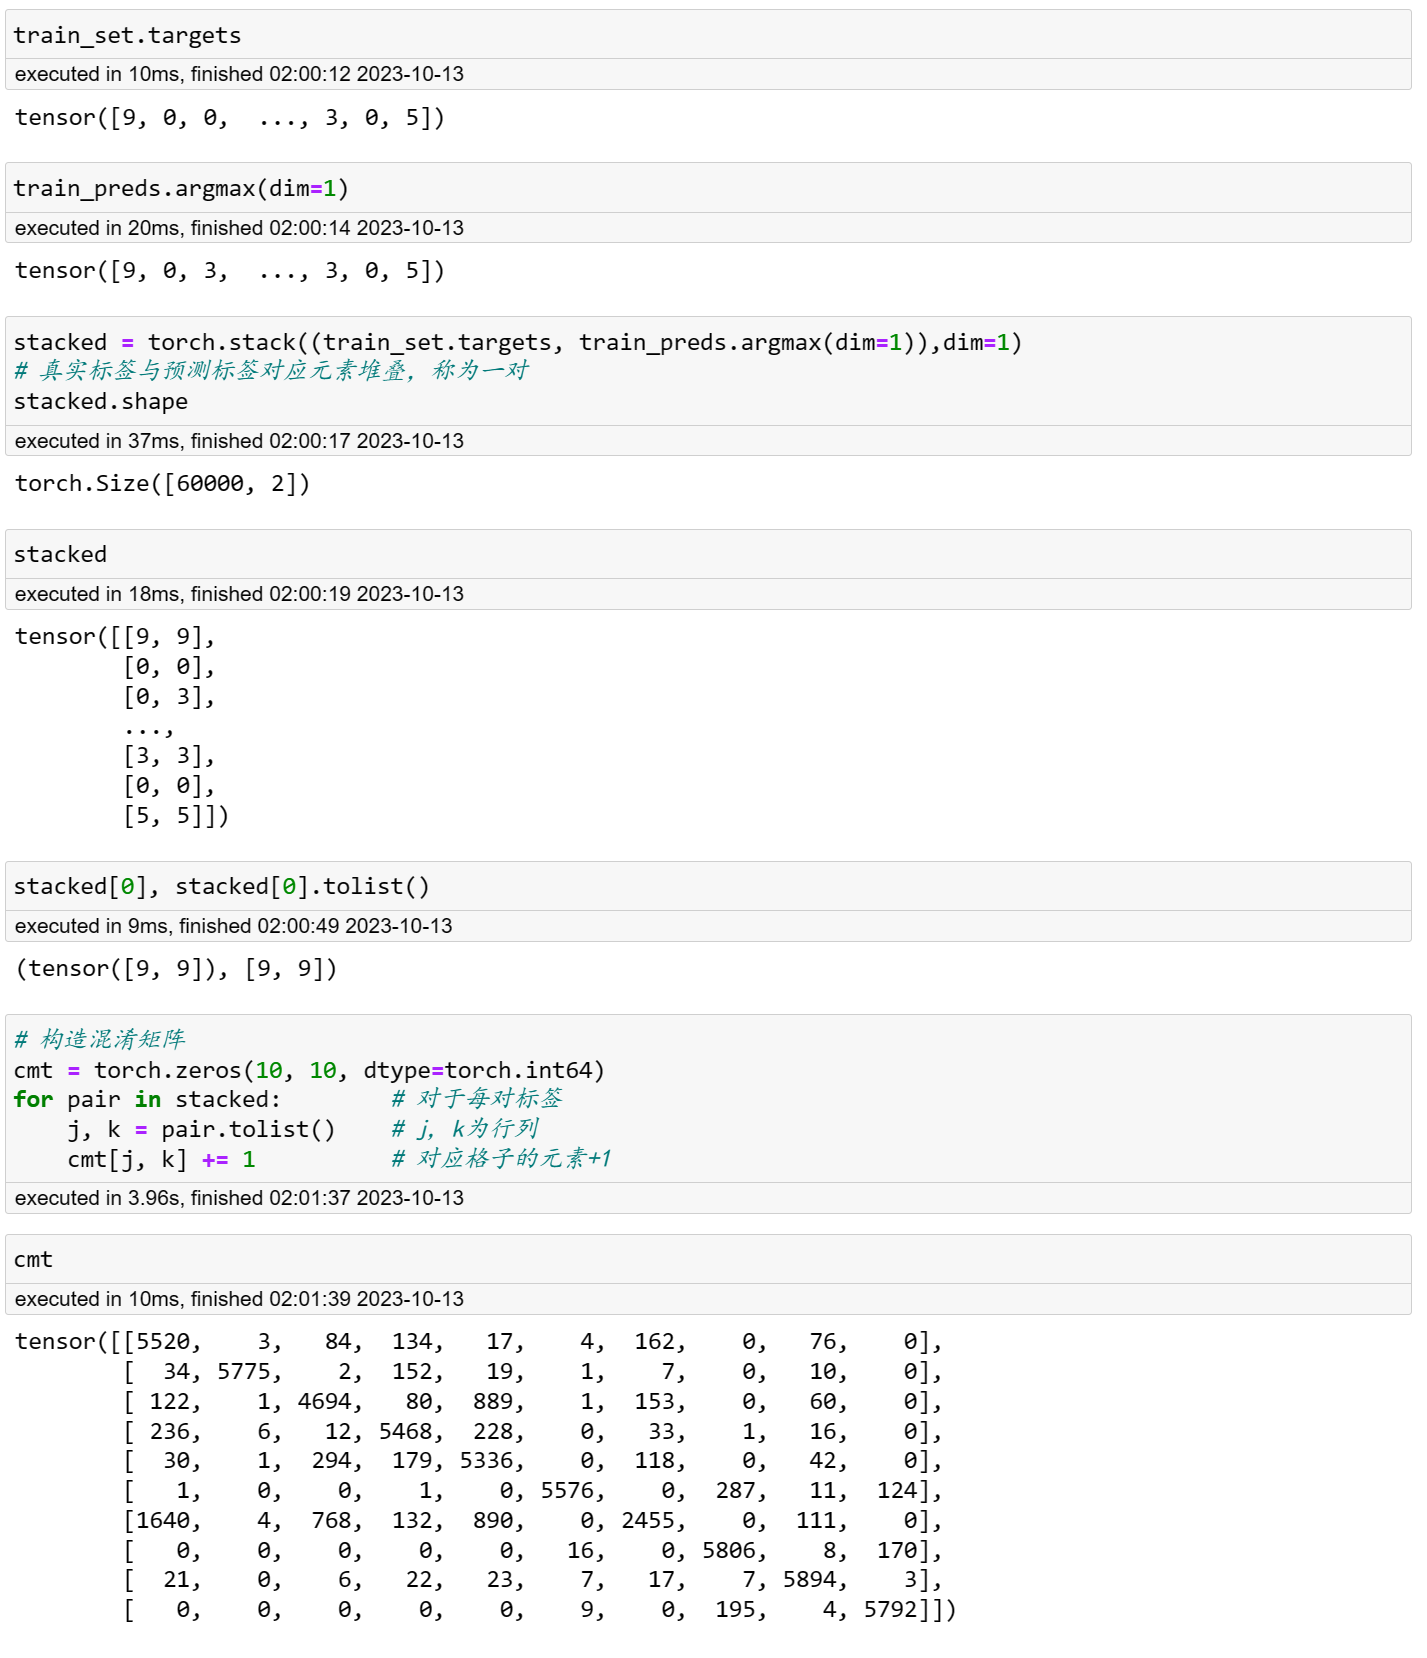 train_set.targets
executed in 10ms, finished 02:00:12 2023-10-13
tensor([9, 0, 0,  ..., 3, 0, 5])
train_preds.argmax(dim=1)
executed in 20ms, finished 02:00:14 2023-10-13
tensor([9, 0, 3,  ..., 3, 0, 5])
stacked = torch.stack((train_set.targets, train_preds.argmax(dim=1)),dim=1)
# 真实标签与预测标签对应元素堆叠，称为一对
stacked.shape
executed in 37ms, finished 02:00:17 2023-10-13
torch.Size([60000, 2])
stacked
executed in 18ms, finished 02:00:19 2023-10-13
tensor([[9, 9],
        [0, 0],
        [0, 3],
        ...,
        [3, 3],
        [0, 0],
        [5, 5]])
stacked[0], stacked[0].tolist()
executed in 9ms, finished 02:00:49 2023-10-13
(tensor([9, 9]), [9, 9])
# 构造混淆矩阵
cmt = torch.zeros(10, 10, dtype=torch.int64)
for pair in stacked:        # 对于每对标签
    j, k = pair.tolist()    # j，k为行列
    cmt[j, k] += 1          # 对应格子的元素+1
executed in 3.96s, finished 02:01:37 2023-10-13
cmt
executed in 10ms, finished 02:01:39 2023-10-13
tensor([[5520,    3,   84,  134,   17,    4,  162,    0,   76,    0],
        [  34, 5775,    2,  152,   19,    1,    7,    0,   10,    0],
        [ 122,    1, 4694,   80,  889,    1,  153,    0,   60,    0],
        [ 236,    6,   12, 5468,  228,    0,   33,    1,   16,    0],
        [  30,    1,  294,  179, 5336,    0,  118,    0,   42,    0],
        [   1,    0,    0,    1,    0, 5576,    0,  287,   11,  124],
        [1640,    4,  768,  132,  890,    0, 2455,    0,  111,    0],
        [   0,    0,    0,    0,    0,   16,    0, 5806,    8,  170],
        [  21,    0,    6,   22,   23,    7,   17,    7, 5894,    3],
        [   0,    0,    0,    0,    0,    9,    0,  195,    4, 5792]])